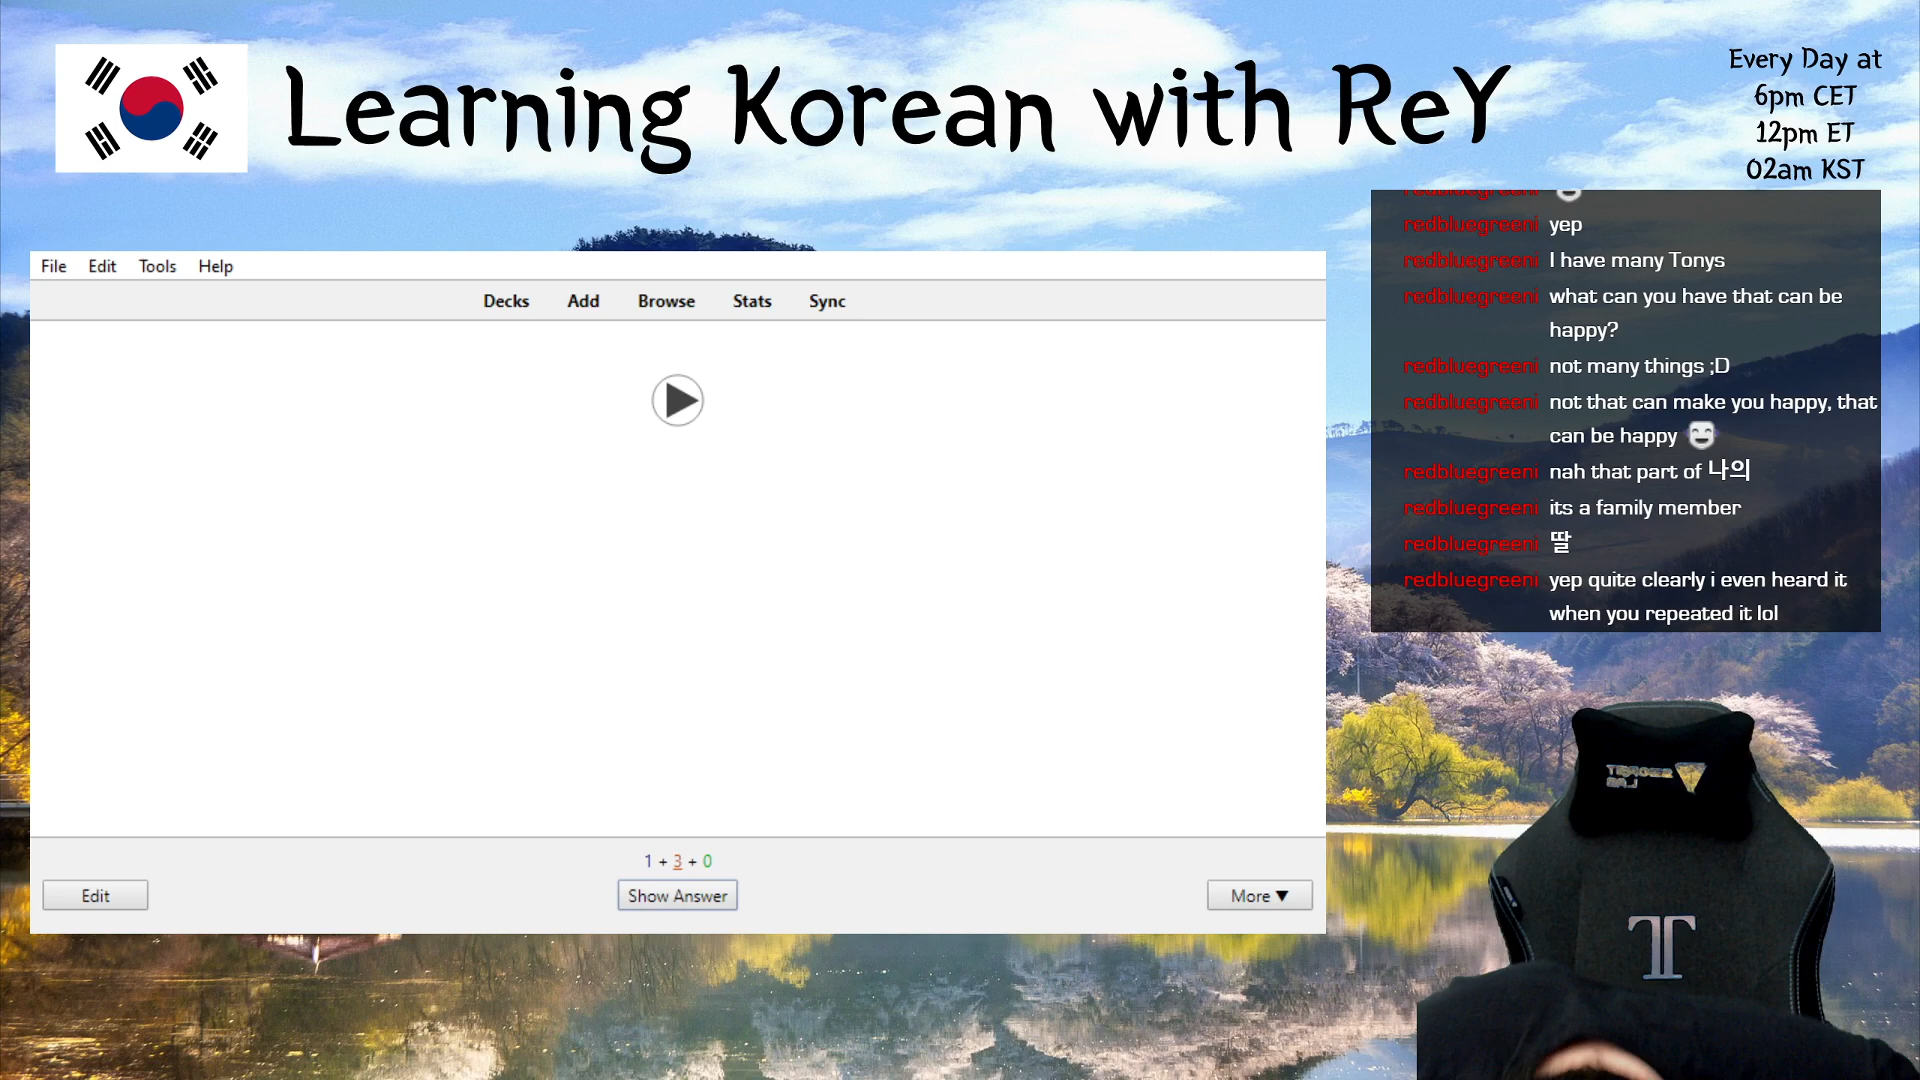 Learning Korean with ReY
Every Day at
6pm CET
12pm ET
02am KST
File Edit Tools Help
Decks Add Browse Stats Sync
redbluegreeni yep
redbluegreeni I have many Tonys
redbluegreeni what can you have that can be
happy?
redbluegreeni not many things ;D
redbluegreeni not that can make you happy, that
can be happy
redbluegreeni nah that part of 나의
redbluegreeni its a family member
redbluegreeni 딸
redbluegreeni yep quite clearly i even heard it
when you repeated it lol
1 + 3 + 0
Edit Show Answer More ▼